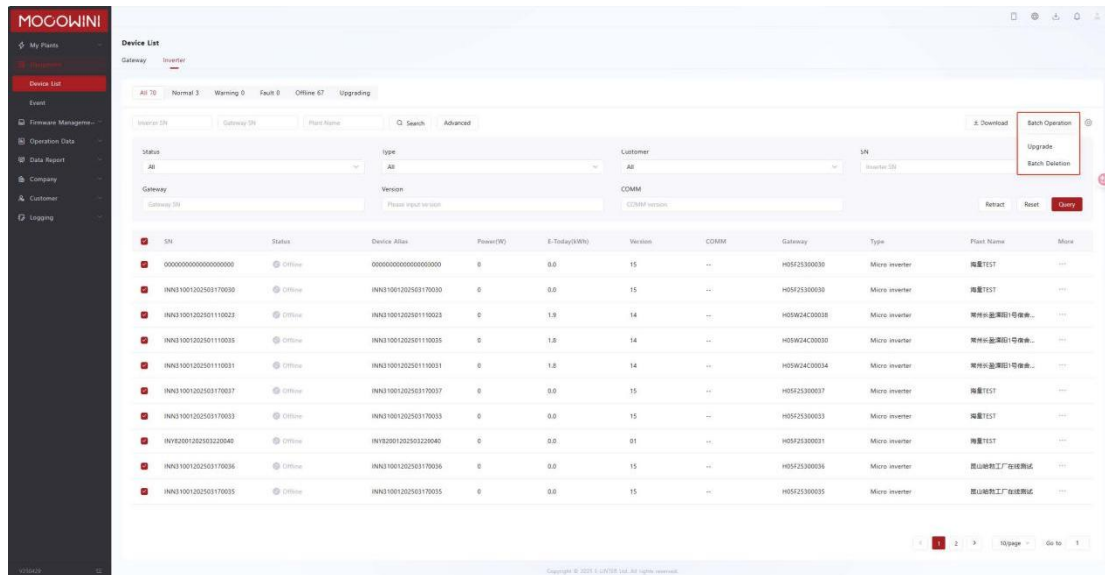 MOCOWINI
My Plants
Device List
Event
Firmware Manageme...
Operation Data
Data Report
Company
Customer
Logging
Device List
Gateway Inverter
All 70 Normal 3 Warning 0 Fault 0 Offline 67 Upgrading
Inverter SN Gateway SN Plant Name Search Advanced Download Batch Operation
Upgrade
Batch Deletion
Status Type Customer SN
All All All Inverter SN
Gateway Version COMM
Gateway SN Please input version COMM version Retract Reset Query
SN Status Device Alias Power(W) E-Today(kWh) Version COMM Gateway Type Plant Name More
00000000000000000000 Offline 00000000000000000000 0 0.0 15 -- H05F25300030 Micro inverter 海星TEST ...
INN31001202503170030 Offline INN31001202503170030 0 0.0 15 -- H05F25300030 Micro inverter 海星TEST ...
INN31001202501110023 Offline INN31001202501110023 0 1.9 14 -- H05W24C00038 Micro inverter ...
INN31001202501110035 Offline INN31001202501110035 0 1.8 14 -- H05W24C00030 Micro inverter ...
INN31001202501110031 Offline INN31001202501110031 0 1.8 14 -- H05W24C00034 Micro inverter ...
INN31001202503170037 Offline INN31001202503170037 0 0.0 15 -- H05F25300037 Micro inverter 海星TEST ...
INN31001202503170033 Offline INN31001202503170033 0 0.0 15 -- H05F25300033 Micro inverter 海星TEST ...
INY82001202503220040 Offline INY82001202503220040 0 0.0 01 -- H05F25300031 Micro inverter 海星TEST ...
INN31001202503170036 Offline INN31001202503170036 0 0.0 15 -- H05F25300036 Micro inverter ...
INN31001202503170035 Offline INN31001202503170035 0 0.0 15 -- H05F25300035 Micro inverter ...
1 2 10/page Go to 1
V250429